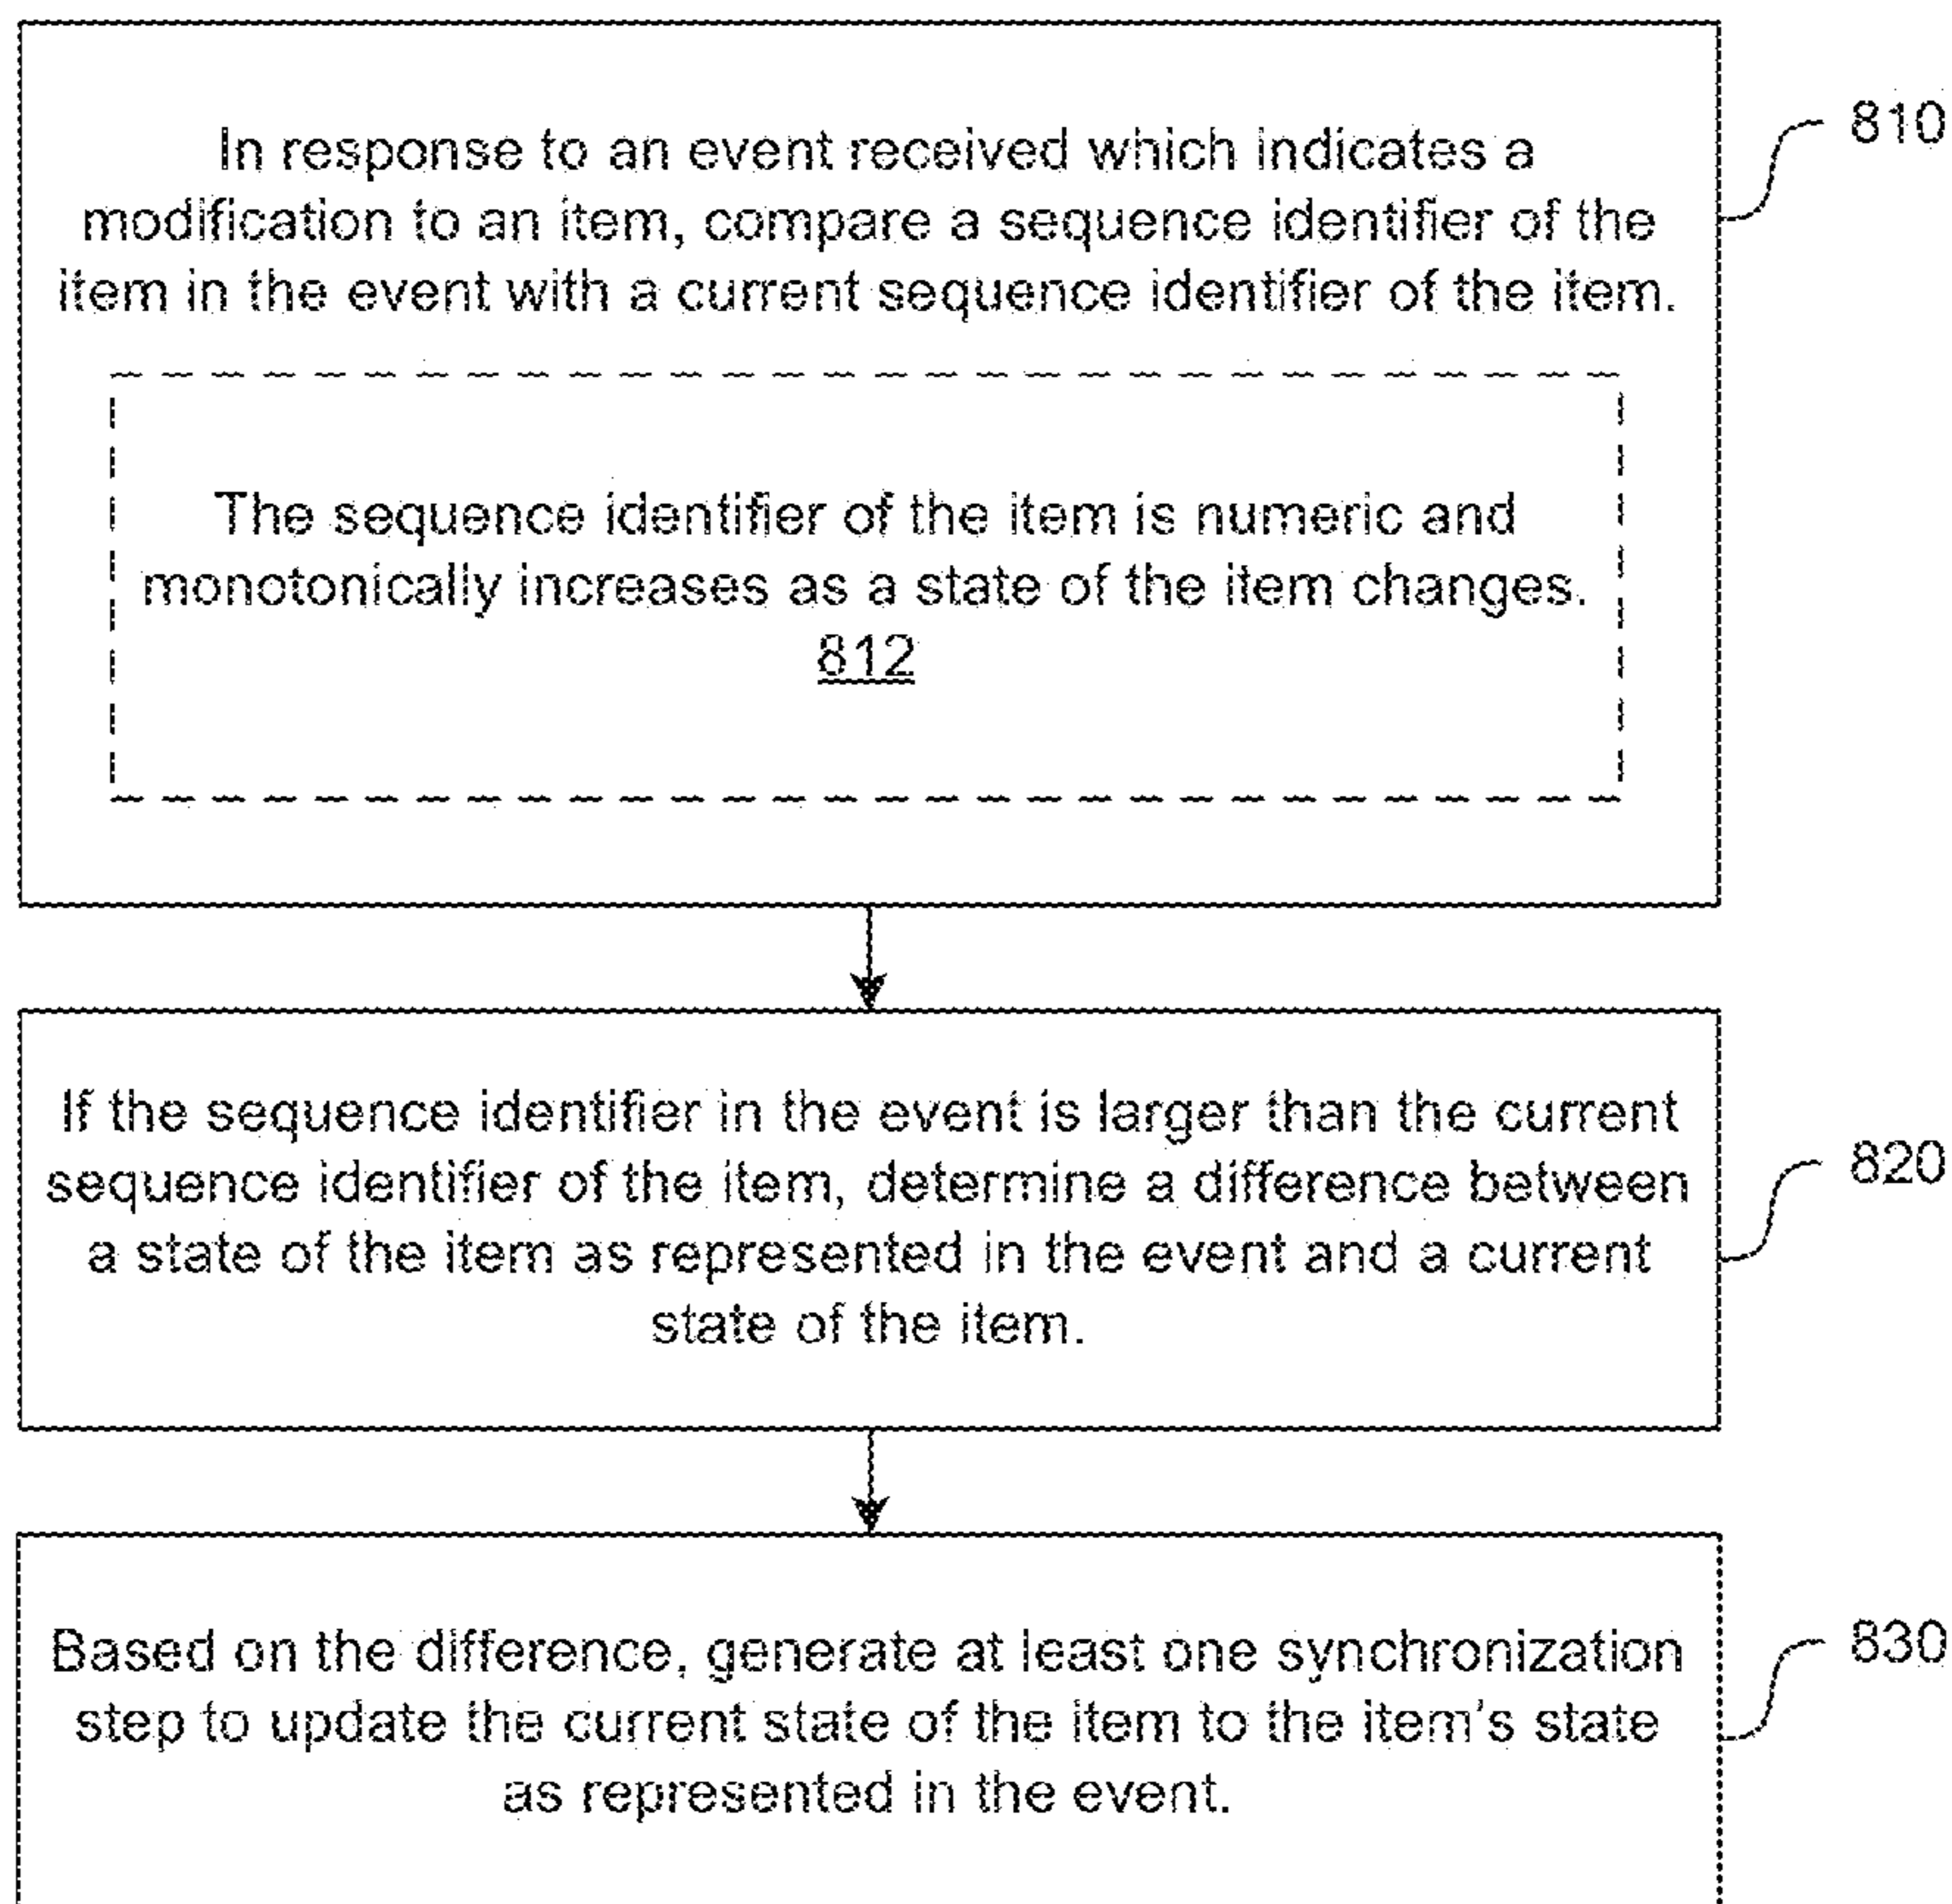 In response to an event received which indicates a
modification to an item, compare a sequence identifier of the
item in the event with a current sequence identifier of the item.
810
The sequence identifier of the item is numeric and
monotonically increases as a state of the item changes.
812
If the sequence identifier in the event is larger than the current
sequence identifier of the item, determine a difference between
a state of the item as represented in the event and a current
state of the item.
820
Based on the difference, generate at least one synchronization
step to update the current state of the item to the item's state
as represented in the event.
830